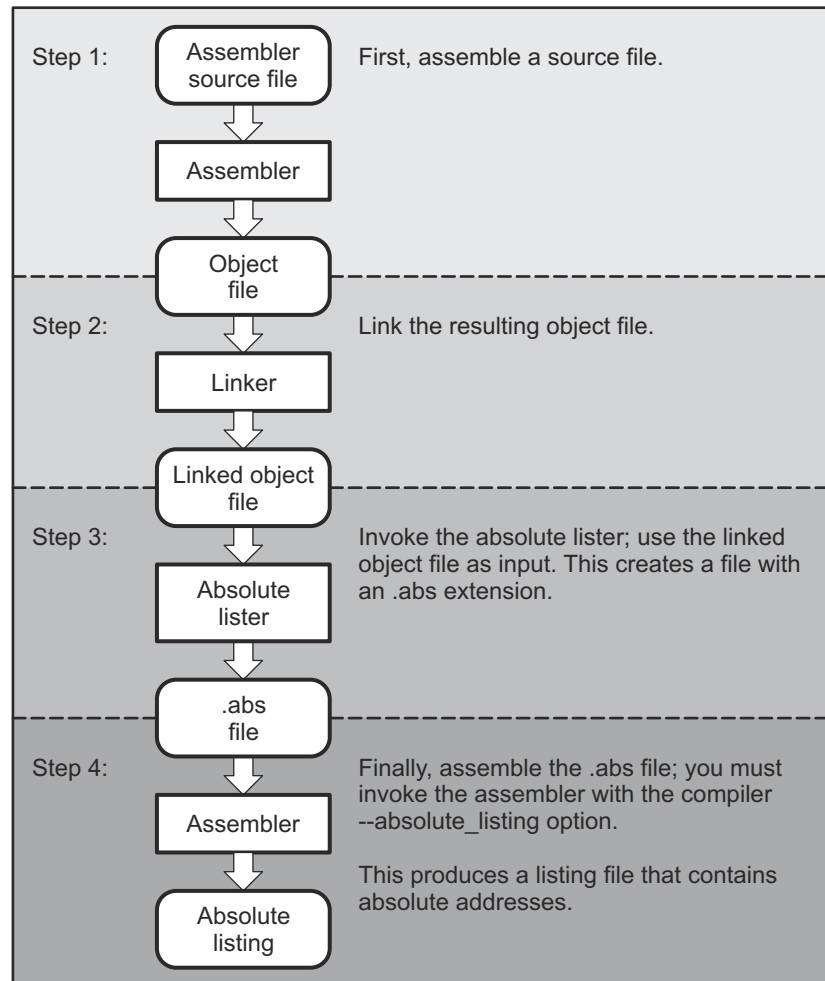 Step 1:
Assembler
source file
First, assemble a source file.
Assembler
Object
file
Step 2:
Link the resulting object file.
Linker
Linked object
file
Step 3:
Invoke the absolute lister; use the linked
object file as input. This creates a file with
an .abs extension.
Absolute
lister
.abs
file
Step 4:
Finally, assemble the .abs file; you must
invoke the assembler with the compiler
--absolute_listing option.
Assembler
This produces a listing file that contains
absolute addresses.
Absolute
listing